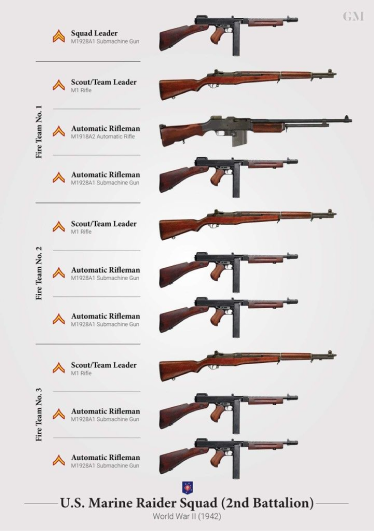 GM
Squad Leader
M1928A1 Submachine Gun
Fire Team No. 1
Scout/Team Leader
M1 Rifle
Automatic Rifleman
M1918A2 Automatic Rifle
Automatic Rifleman
M1928A1 Submachine Gun
Fire Team No. 2
Scout/Team Leader
M1 Rifle
Automatic Rifleman
M1928A1 Submachine Gun
Automatic Rifleman
M1928A1 Submachine Gun
Fire Team No. 3
Scout/Team Leader
M1 Rifle
Automatic Rifleman
M1928A1 Submachine Gun
Automatic Rifleman
M1928A1 Submachine Gun
U.S. Marine Raider Squad (2nd Battalion)
World War II (1942)